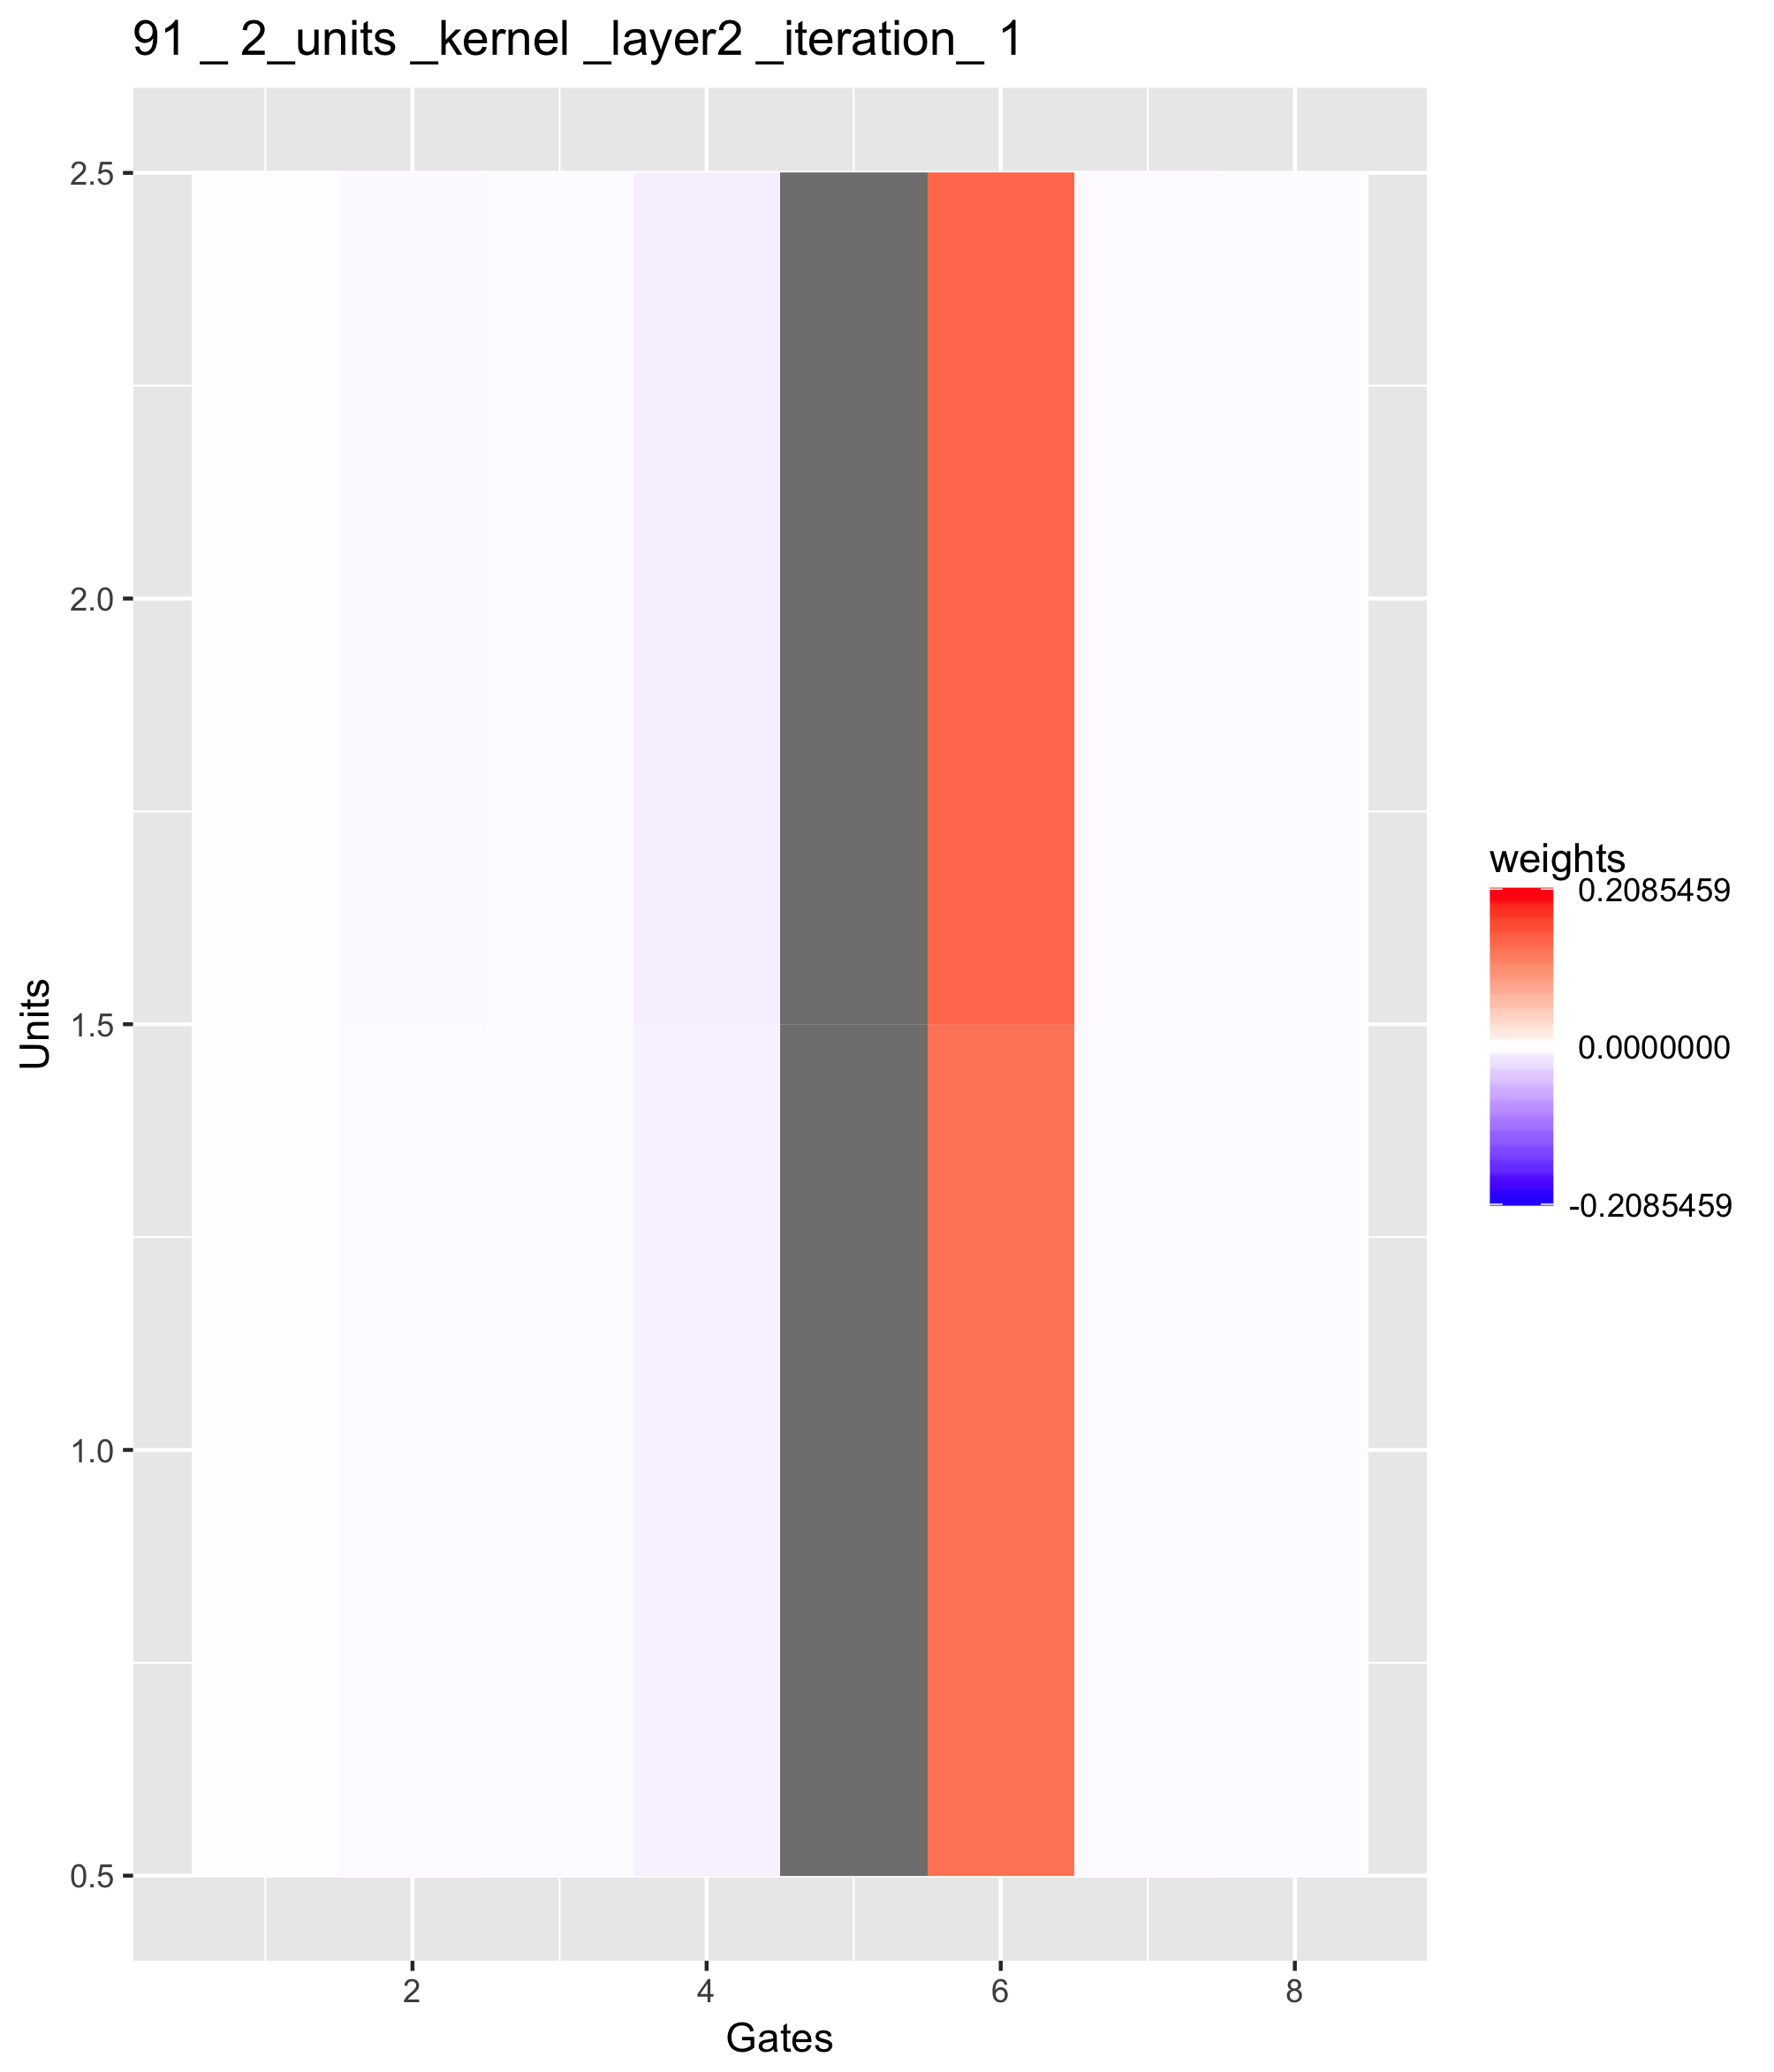 91 _ 2_units _kernel _layer2 _iteration_ 1
2.5
2.0
1.5
1.0
0.5
Units
2 4 6 8
Gates
weights
0.2085459
0.0000000
-0.2085459